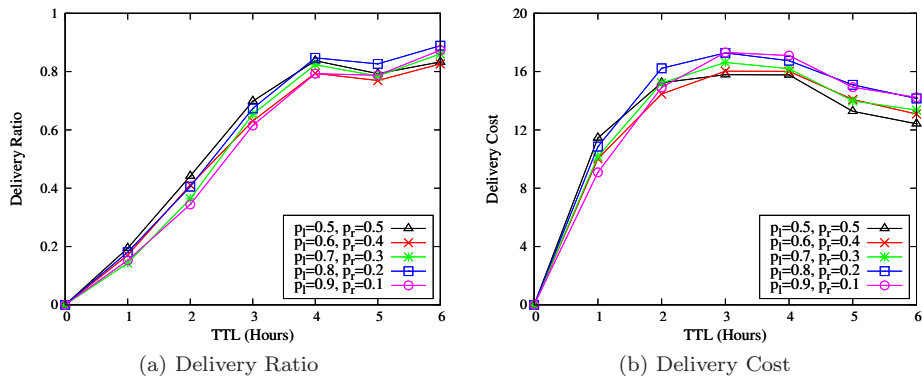 1
0.8
0.6
0.4
0.2
0
Delivery Ratio
p_l=0.5, p_r=0.5
p_l=0.6, p_r=0.4
p_l=0.7, p_r=0.3
p_l=0.8, p_r=0.2
p_l=0.9, p_r=0.1
0 1 2 3 4 5 6
TTL (Hours)
(a) Delivery Ratio
20
16
12
8
4
0
Delivery Cost
p_l=0.5, p_r=0.5
p_l=0.6, p_r=0.4
p_l=0.7, p_r=0.3
p_l=0.8, p_r=0.2
p_l=0.9, p_r=0.1
0 1 2 3 4 5 6
TTL (Hours)
(b) Delivery Cost